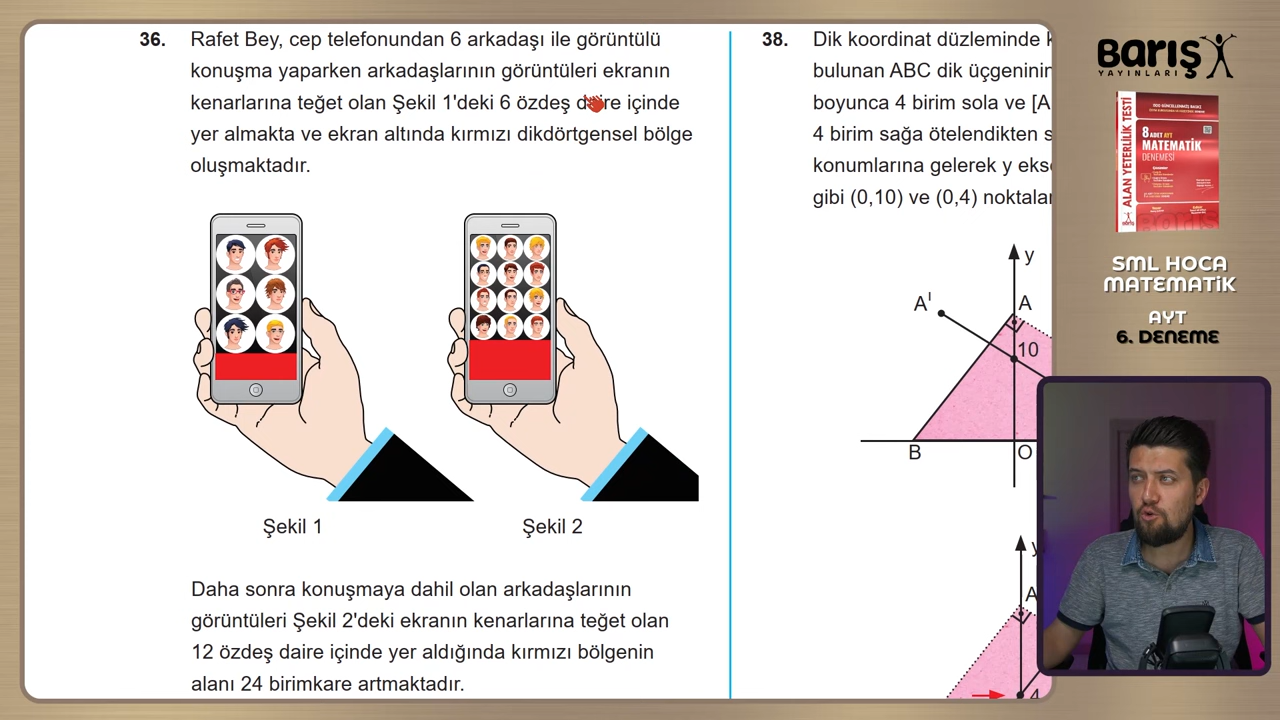 36. Rafet Bey, cep telefonundan 6 arkadaşı ile görüntülü
konuşma yaparken arkadaşlarının görüntüleri ekranın
kenarlarına teğet olan Şekil 1'deki 6 özdeş daire içinde
yer almakta ve ekran altında kırmızı dikdörtgensel bölge
oluşmaktadır.
Şekil 1
Şekil 2
Daha sonra konuşmaya dahil olan arkadaşlarının
görüntüleri Şekil 2'deki ekranın kenarlarına teğet olan
12 özdeş daire içinde yer aldığında kırmızı bölgenin
alanı 24 birimkare artmaktadır.
38. Dik koordinat düzleminde
bulunan ABC dik üçgeninin
boyunca 4 birim sola ve [A
4 birim sağa ötelendikten
konumlarına gelerek y
gibi (0,10) ve (0,4)
y
A'
A
10
B
O
y
A
4
BARIŞ
YAYINLARI
ALAN YETERLİLİK TESTİ
8 ADET AYT
MATEMATİK
DENEMESİ
SML HOCA
MATEMATİK
AYT
6. DENEME